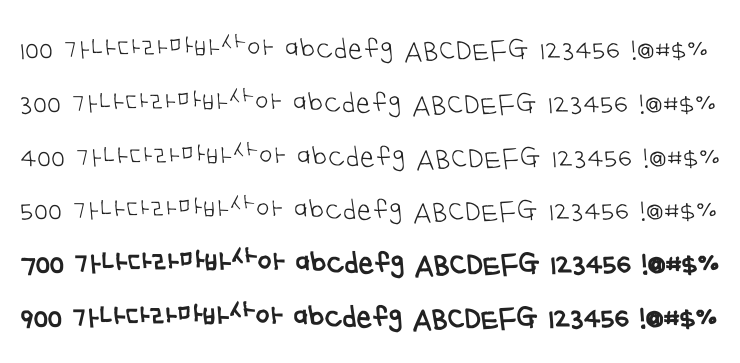 100 가나다라마바사아 abcdefg ABCDEFG 123456 !@#$%
300 가나다라마바사아 abcdefg ABCDEFG 123456 !@#$%
400 가나다라마바사아 abcdefg ABCDEFG 123456 !@#$%
500 가나다라마바사아 abcdefg ABCDEFG 123456 !@#$%
700 가나다라마바사아 abcdefg ABCDEFG 123456 !@#$%
900 가나다라마바사아 abcdefg ABCDEFG 123456 !@#$%